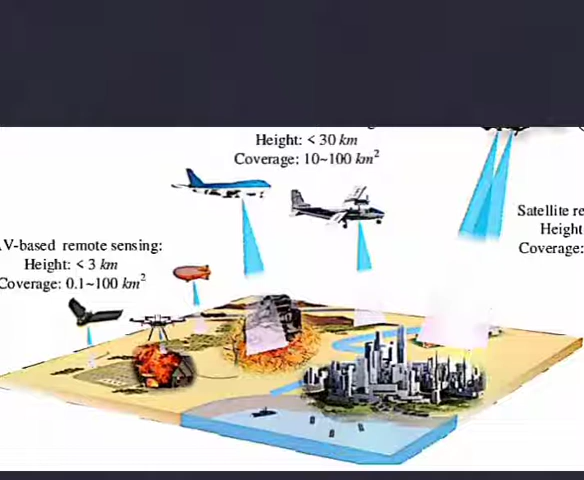 Height: < 30 km
Coverage: 10~100 km²
V-based remote sensing:
Height: < 3 km
Coverage: 0.1~100 km²
Satellite re
Height
Coverage: